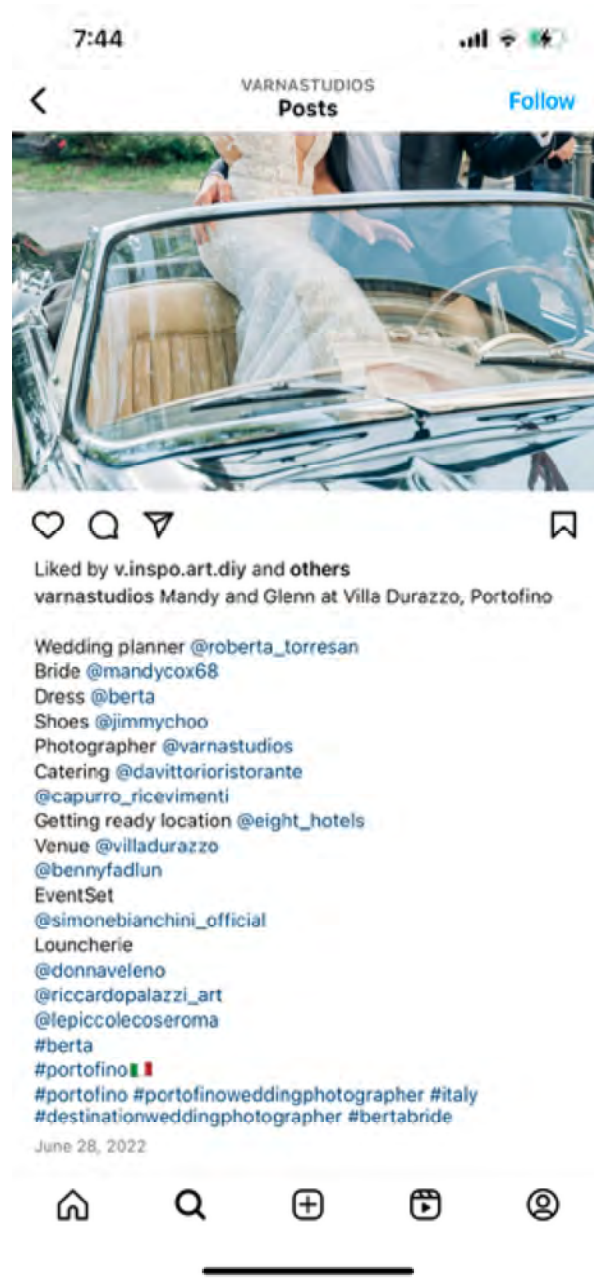 7:44
VARNASTUDIOS
Posts
Follow
Liked by v.inspo.art.diy and others
varnastudios Mandy and Glenn at Villa Durazzo, Portofino
Wedding planner @roberta_torresan
Bride @mandycox68
Dress @berta
Shoes @jimmychoo
Photographer @varnastudios
Catering @davittorioristorante
@capurro_ricevimenti
Getting ready location @eight_hotels
Venue @villadurazzo
@bennyfadlun
EventSet
@simonebianchini_official
Louncherie
@donnaveleno
@riccardopalazzi_art
@lepiccolecoseroma
#berta
#portofino🇮🇹
#portofino #portofinoweddingphotographer #italy
#destinationweddingphotographer #bertabride
June 28, 2022